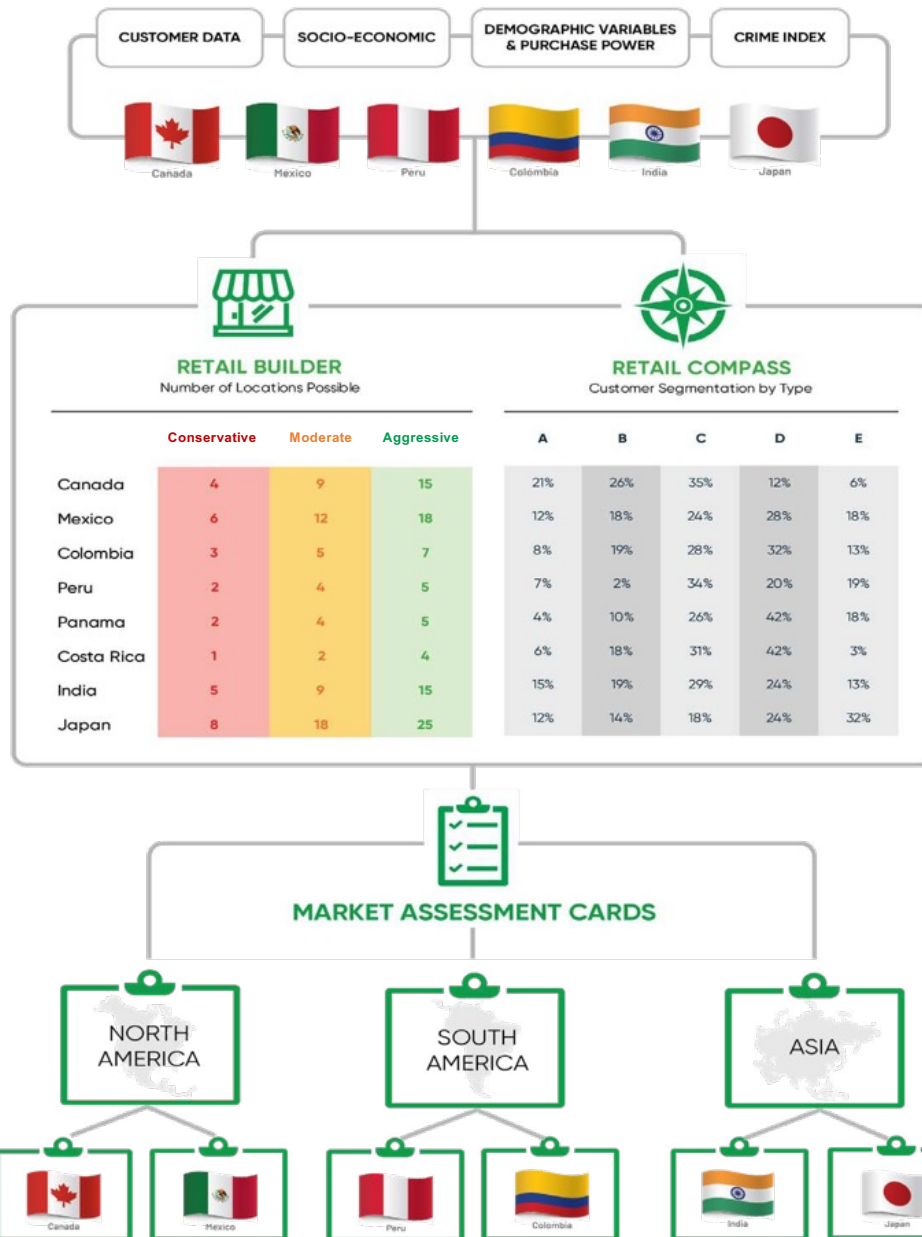 CUSTOMER DATA
SOCIO-ECONOMIC
DEMOGRAPHIC VARIABLES
& PURCHASE POWER
CRIME INDEX
Canada
Mexico
Peru
Colombia
India
Japan
RETAIL BUILDER
Number of Locations Possible
RETAIL COMPASS
Customer Segmentation by Type
Conservative Moderate Aggressive A B C D E
Canada 4 9 15 21% 26% 35% 12% 6%
Mexico 6 12 18 12% 18% 24% 28% 18%
Colombia 3 5 7 8% 19% 28% 32% 13%
Peru 2 4 5 7% 2% 34% 20% 19%
Panama 2 4 5 4% 10% 26% 42% 18%
Costa Rica 1 2 4 6% 18% 31% 42% 3%
India 5 9 15 15% 19% 29% 24% 13%
Japan 8 18 25 12% 14% 18% 24% 32%
MARKET ASSESSMENT CARDS
NORTH
AMERICA
SOUTH
AMERICA
ASIA
Canada
Mexico
Peru
Colombia
India
Japan